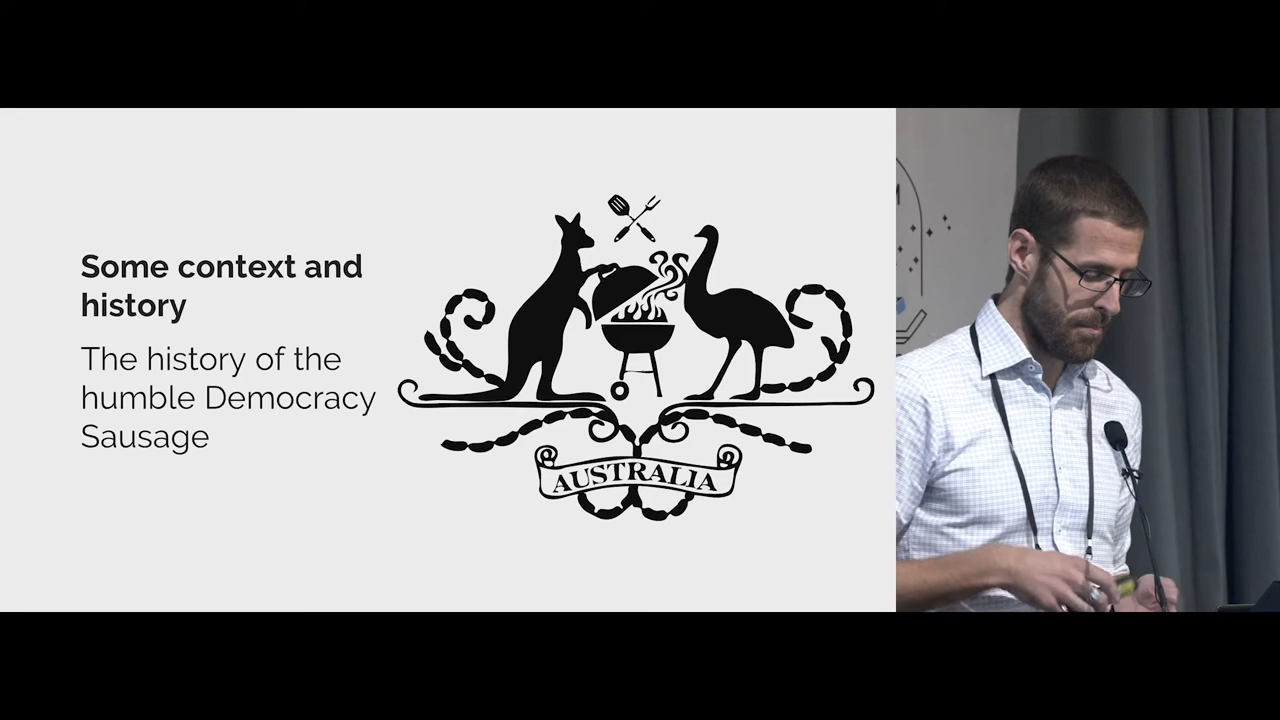 Some context and
history
The history of the
humble Democracy
Sausage
AUSTRALIA